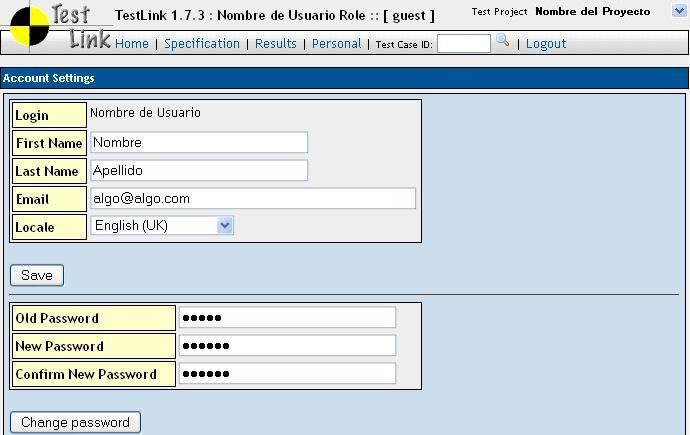 Test Link
TestLink 1.7.3 : Nombre de Usuario Role :: [ guest ]
Test Project Nombre del Proyecto
Home | Specification | Results | Personal | Test Case ID: | Logout
Account Settings
Login Nombre de Usuario
First Name Nombre
Last Name Apellido
Email algo@algo.com
Locale English (UK)
Save
Old Password •••••
New Password ••••••
Confirm New Password ••••••
Change password